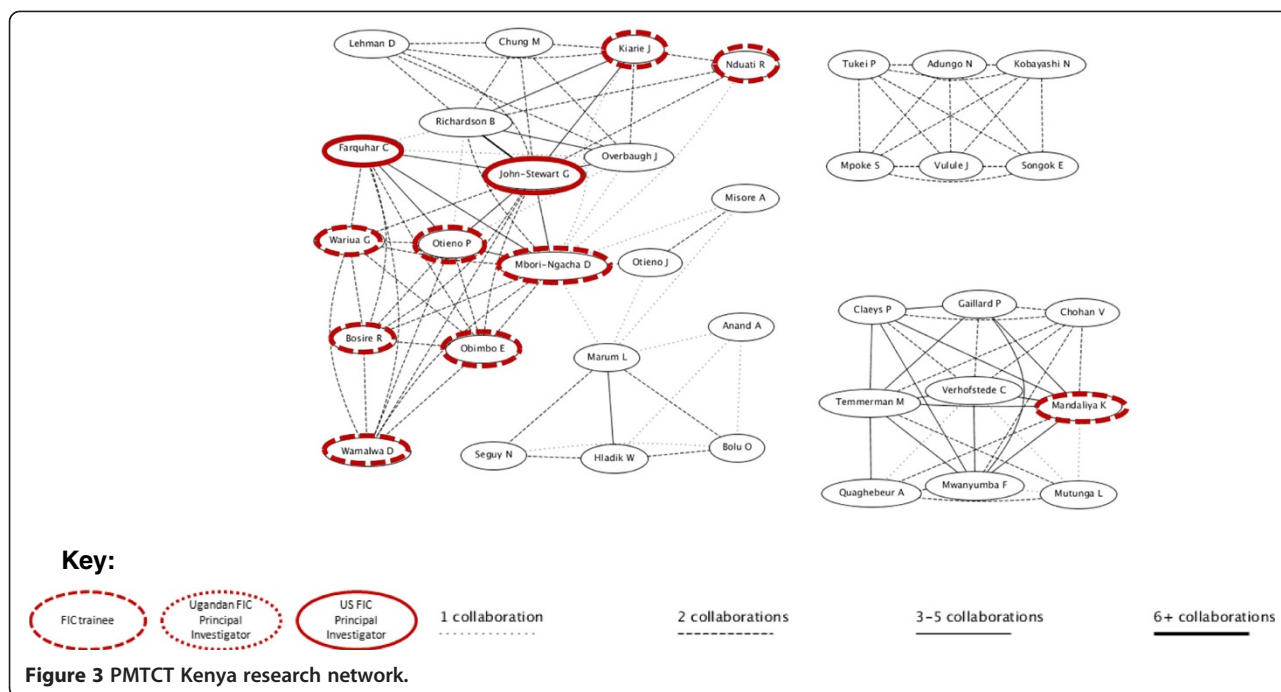 Lehman D
Chung M
Kiarie J
Nduati R
Richardson B
Farquhar C
Overbaugh J
John-Stewart G
Misore A
Wariua G
Otieno P
Mbori-Ngacha D
Otieno J
Bosire R
Obimbo E
Anand A
Marum L
Wamalwa D
Seguy N
Hladik W
Bolu O
Tukei P
Adungo N
Kobayashi N
Mpoke S
Vulule J
Songok E
Claeys P
Gaillard P
Chohan V
Verhofstede C
Temmerman M
Mandaliya K
Quaghebeur A
Mwanyumba F
Mutunga L
Key:
FIC trainee
Ugandan FIC
Principal
Investigator
US FIC
Principal
Investigator
1 collaboration
2 collaborations
3-5 collaborations
6+ collaborations
Figure 3 PMTCT Kenya research network.